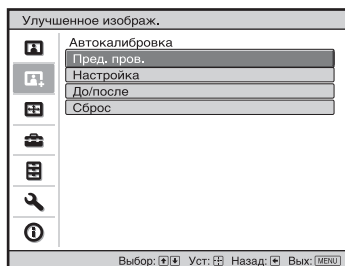 Улучшенное изображ.
Автокалибровка
Пред. пров.
Настройка
До/после
Сброс
Выбор: Уст: Назад: Вых: MENU